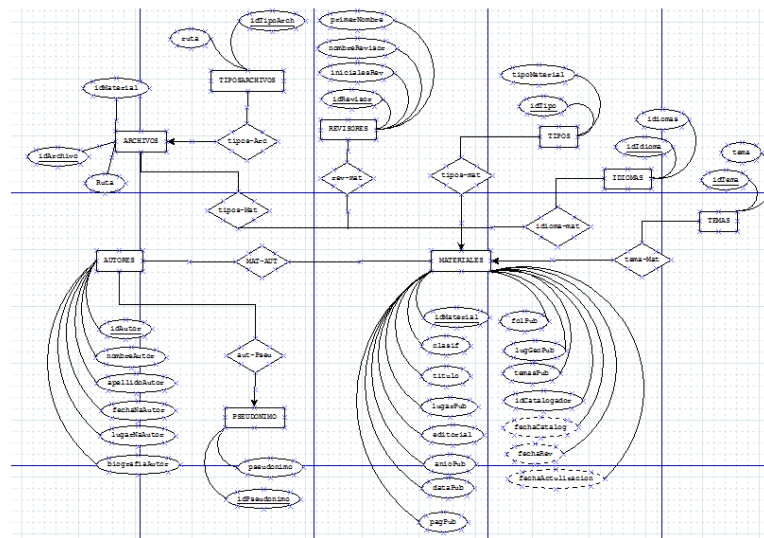 idTipoArch
ruta
TIPOSARCHIVOS
primerNombre
nombreRevisor
inicialesRev
idRevisor
REVISORES
tipoMaterial
idTipo
TIPOS
idiomas
idIdioma
IDIOMAS
tema
idTema
TEMAS
idMaterial
ARCHIVOS
idArchivo
Ruta
tipos-Arc
tipos-Mat
rev-mat
tipos-mat
idioma-mat
tema-Mat
AUTORES
MAT-AUT
MATERIALES
idAutor
nombreAutor
apellidoAutor
fechaNaAutor
lugarNaAutor
biografiaAutor
aut-Pseu
PSEUDONIMO
pseudonimo
idPseudonimo
idMaterial
clasif
titulo
lugarPub
editorial
anioPub
dataPub
pagPub
folPub
lugGeoPub
temasPub
idCatalogador
fechaCatalog
fechaRev
fechaActulizacion